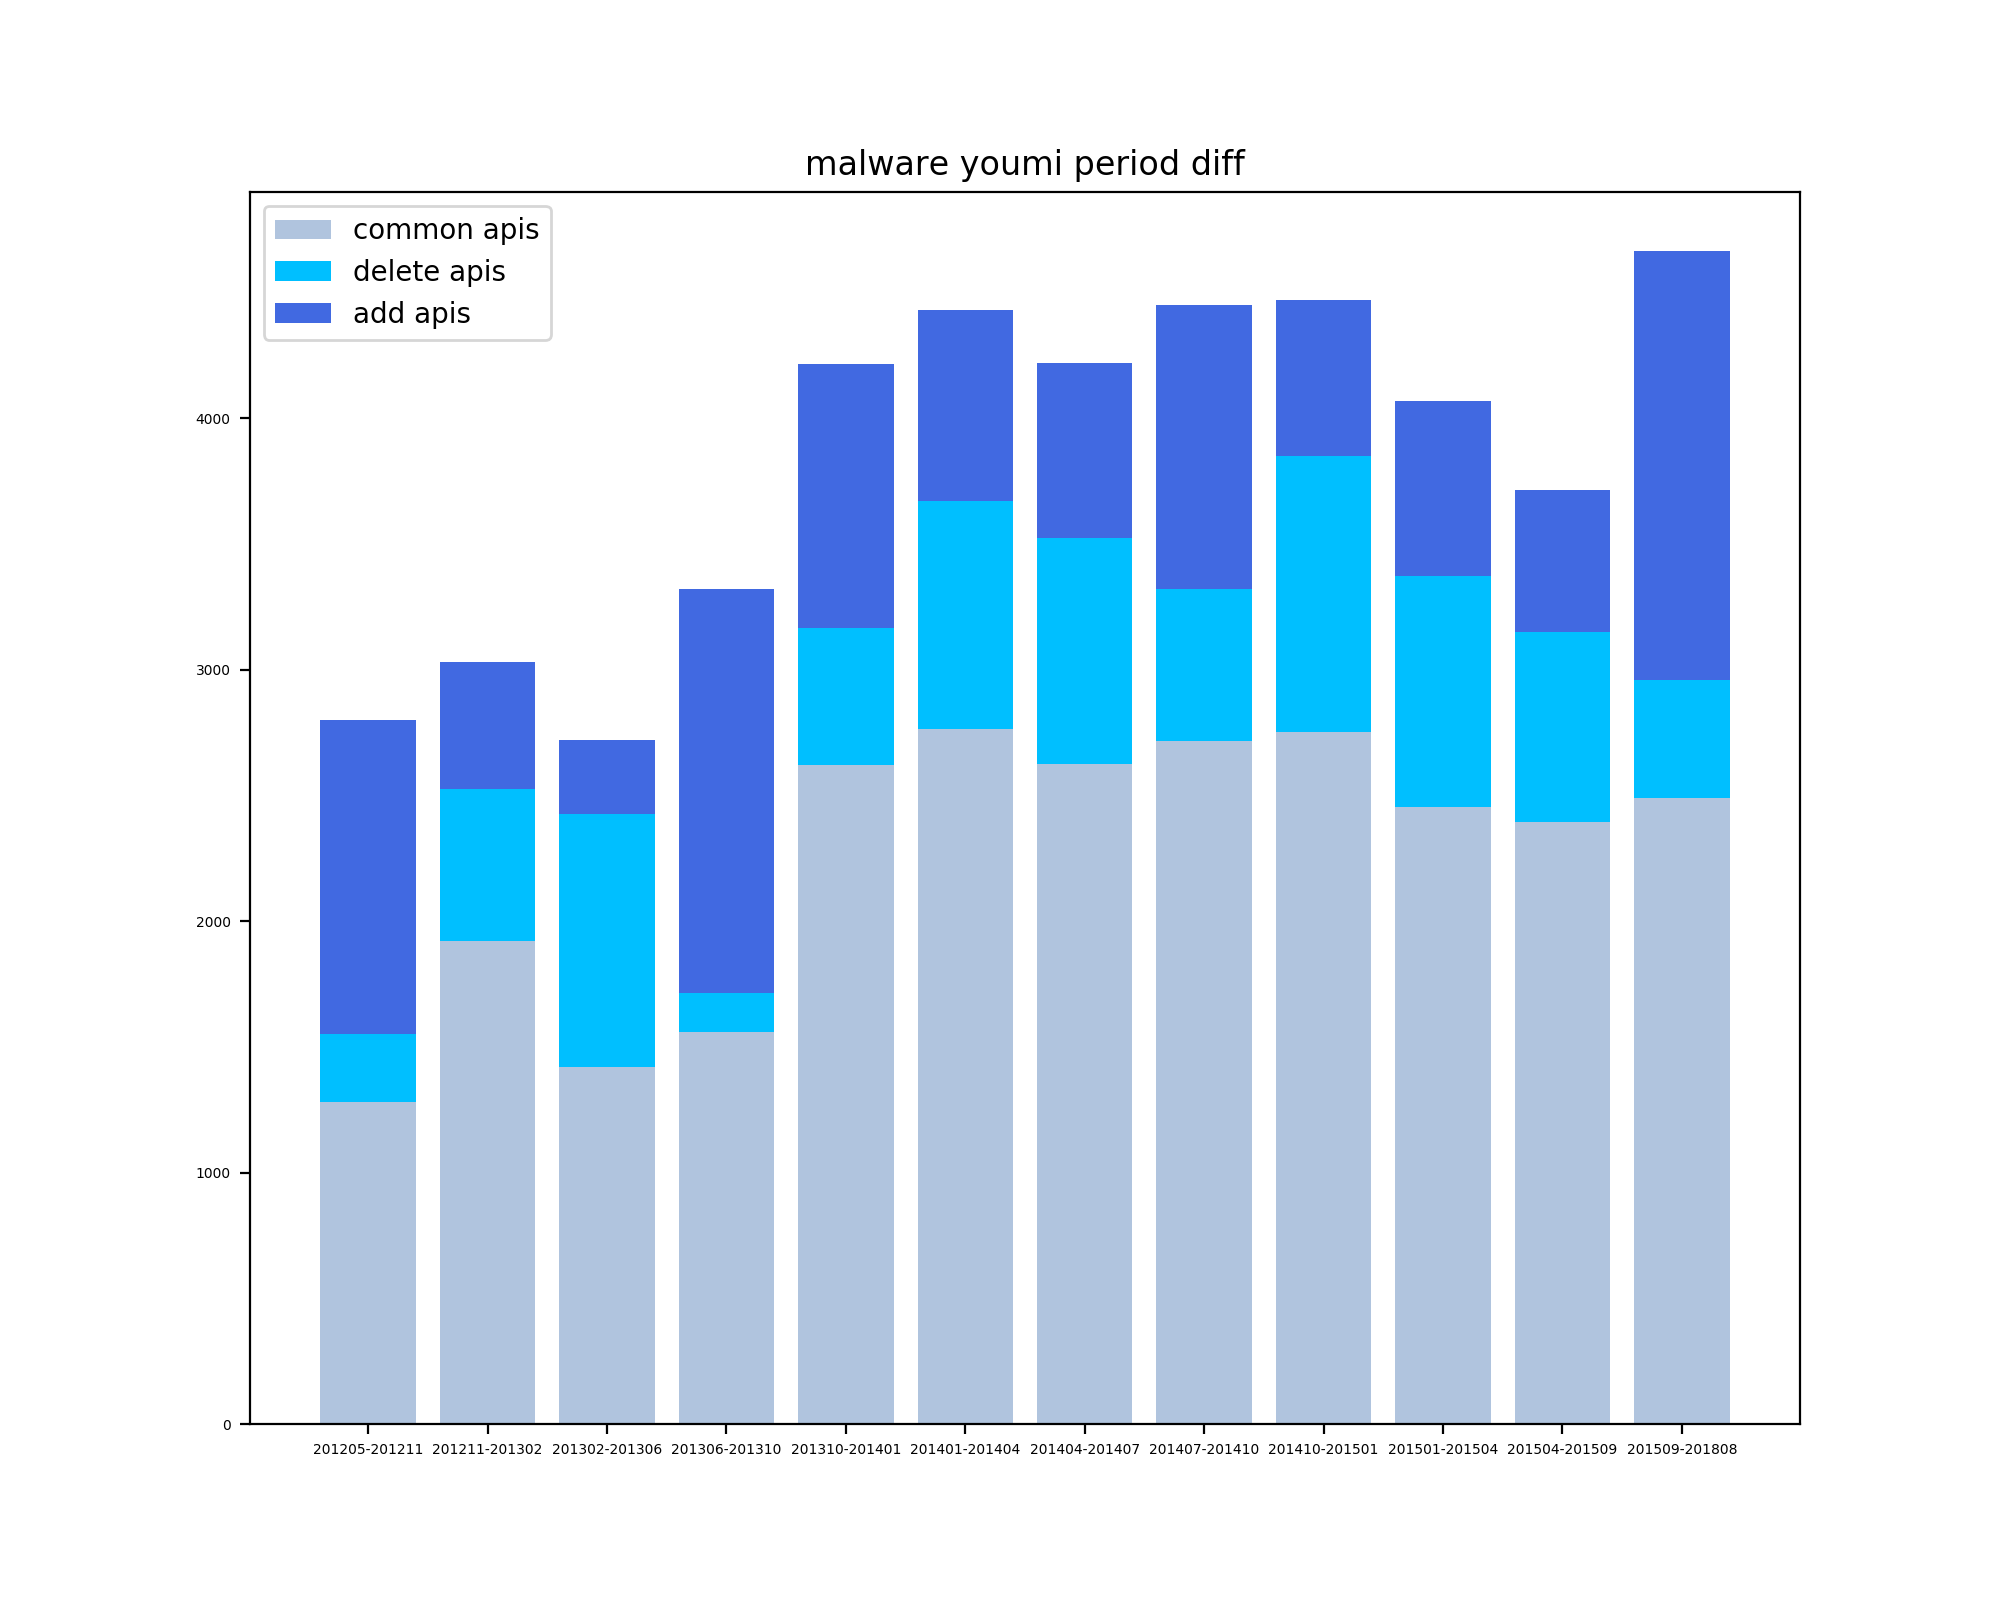 malware youmi period diff
common apis
delete apis
add apis
4000
3000
2000
1000
0
201205-201211 201211-201302 201302-201306 201306-201310 201310-201401 201401-201404 201404-201407 201407-201410 201410-201501 201501-201504 201504-201509 201509-201808